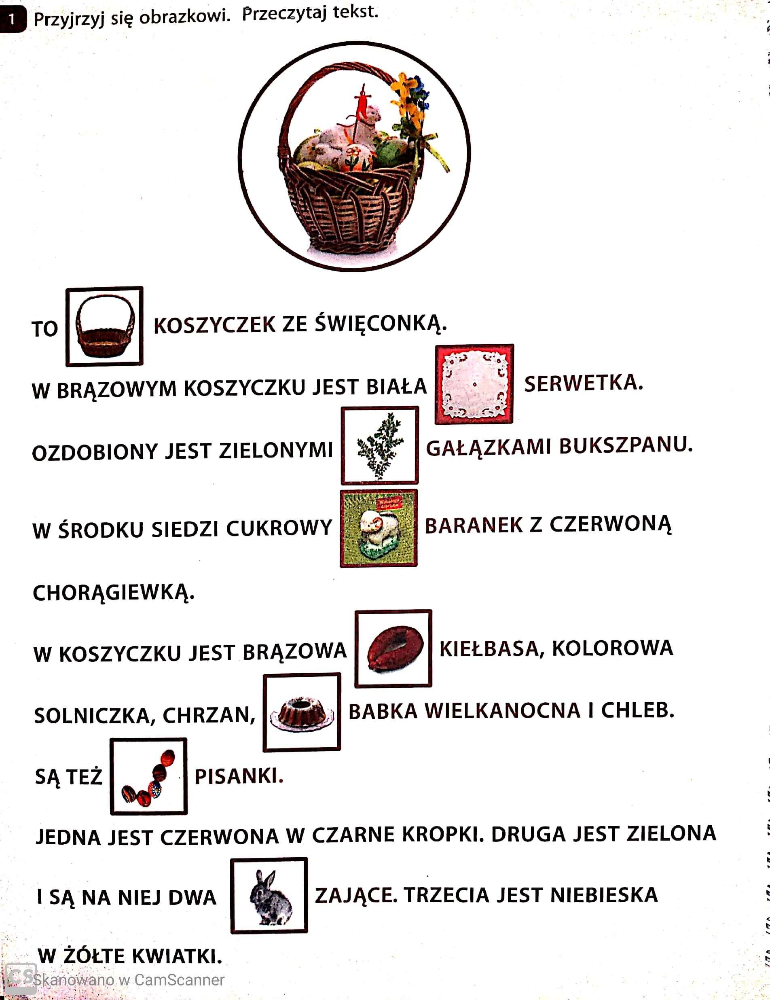 1 Przyjrzyj się obrazkowi. Przeczytaj tekst.
TO KOSZYCZEK ZE ŚWIĘCONKĄ.
W BRĄZOWYM KOSZYCZKU JEST BIAŁA SERWETKA.
OZDOBIONY JEST ZIELONYMI GAŁĄZKAMI BUKSZPANU.
W ŚRODKU SIEDZI CUKROWY BARANEK Z CZERWONĄ
CHORĄGIEWKĄ.
W KOSZYCZKU JEST BRĄZOWA KIEŁBASA, KOLOROWA
SOLNICZKA, CHRZAN, BABKA WIELKANOCNA I CHLEB.
SĄ TEŻ PISANKI.
JEDNA JEST CZERWONA W CZARNE KROPKI. DRUGA JEST ZIELONA
I SĄ NA NIEJ DWA ZAJĄCE. TRZECIA JEST NIEBIESKA
W ŻÓŁTE KWIATKI.
CS Skanowano w CamScanner